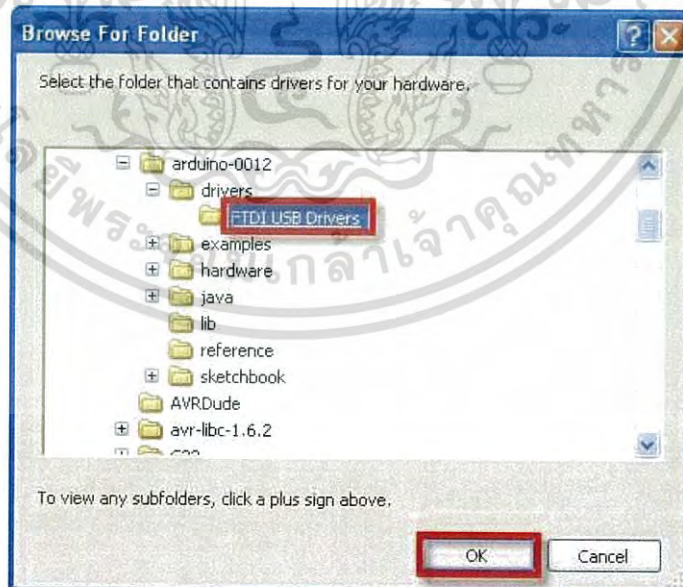 Browse For Folder
Select the folder that contains drivers for your hardware.
arduino-0012
drivers
FTDI USB Drivers
examples
hardware
java
lib
reference
sketchbook
AVRDude
avr-libc-1.6.2
To view any subfolders, click a plus sign above.
OK Cancel